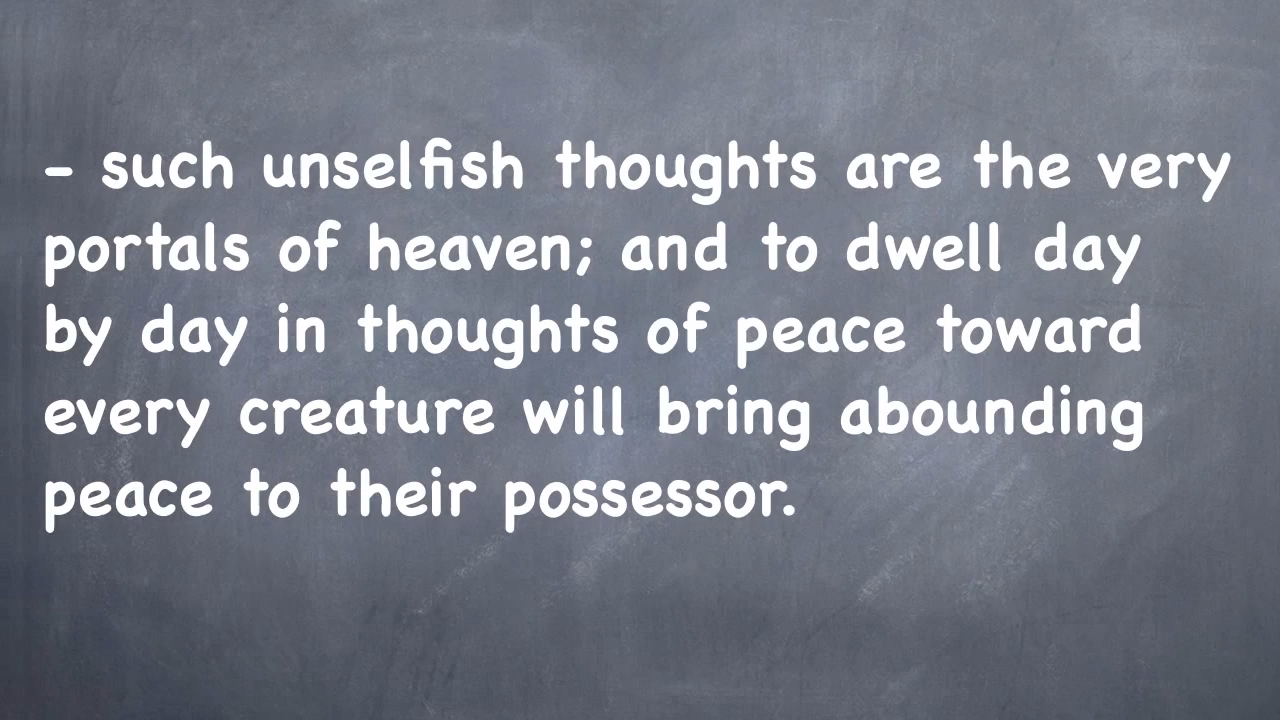 - such unselfish thoughts are the very
portals of heaven; and to dwell day
by day in thoughts of peace toward
every creature will bring abounding
peace to their possessor.